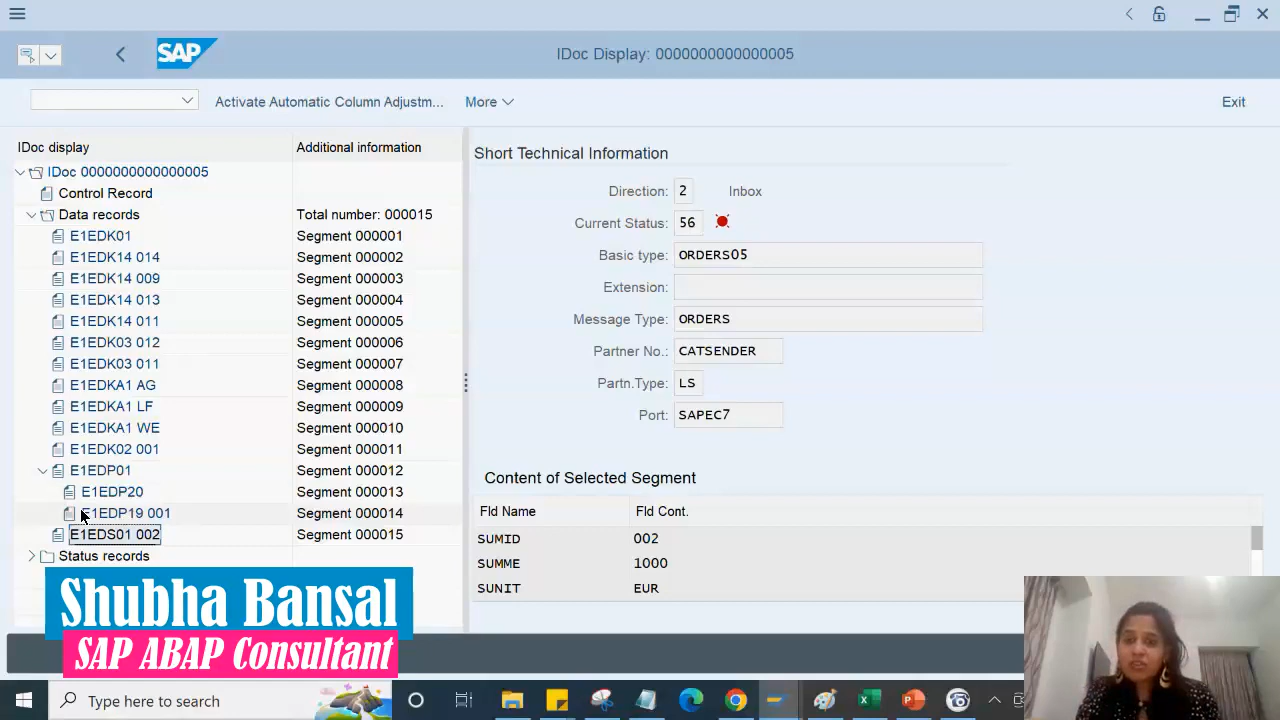 SAP
IDoc Display: 0000000000000005
Activate Automatic Column Adjustm...
More
Exit
IDoc display
Additional information
IDoc 0000000000000005
Control Record
Data records
Total number: 000015
E1EDK01
Segment 000001
E1EDK14 014
Segment 000002
E1EDK14 009
Segment 000003
E1EDK14 013
Segment 000004
E1EDK14 011
Segment 000005
E1EDK03 012
Segment 000006
E1EDK03 011
Segment 000007
E1EDKA1 AG
Segment 000008
E1EDKA1 LF
Segment 000009
E1EDKA1 WE
Segment 000010
E1EDK02 001
Segment 000011
E1EDP01
Segment 000012
E1EDP20
Segment 000013
E1EDP19 001
Segment 000014
E1EDS01 002
Segment 000015
Status records
Short Technical Information
Direction: 2 Inbox
Current Status: 56
Basic type: ORDERS05
Extension:
Message Type: ORDERS
Partner No.: CATSENDER
Partn.Type: LS
Port: SAPEC7
Content of Selected Segment
Fld Name Fld Cont.
SUMID 002
SUMME 1000
SUNIT EUR
Shubha Bansal
SAP ABAP Consultant
Type here to search